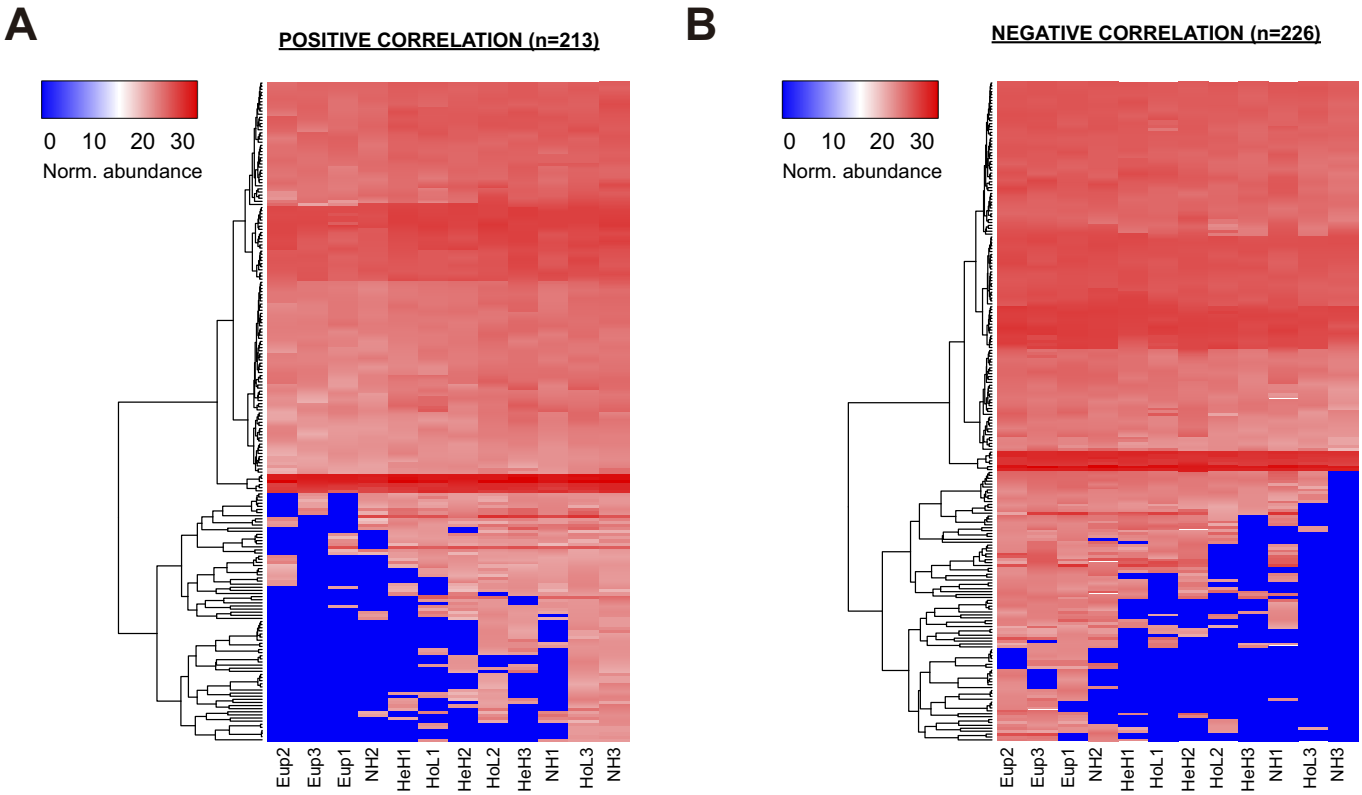 A
POSITIVE CORRELATION (n=213)
0 10 20 30
Norm. abundance
Eup2 Eup3 Eup1 NH2 HeH1 HoL1 HeH2 HoL2 HeH3 NH1 HoL3 NH3
B
NEGATIVE CORRELATION (n=226)
0 10 20 30
Norm. abundance
Eup2 Eup3 Eup1 NH2 HeH1 HoL1 HeH2 HoL2 HeH3 NH1 HoL3 NH3